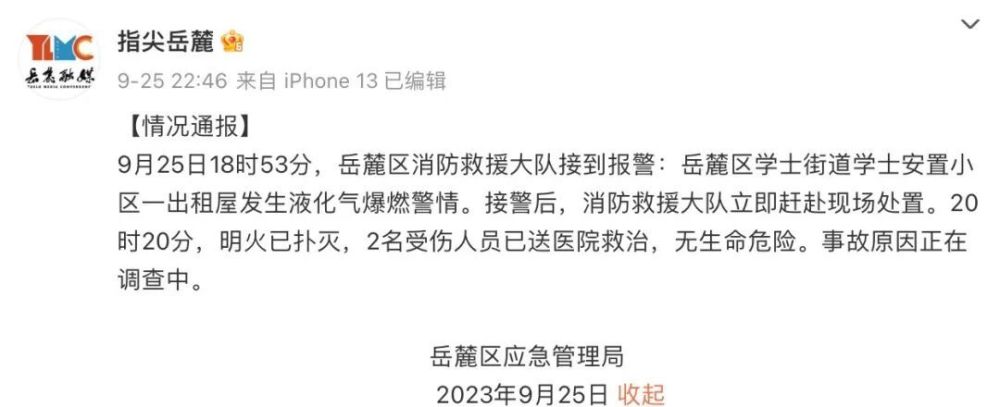 YLMC
岳麓融媒
YUELU MEDIA CONVERGENCY
指尖岳麓
9-25 22:46 来自 iPhone 13 已编辑
【情况通报】
9月25日18时53分，岳麓区消防救援大队接到报警：岳麓区学士街道学士安置小
区一出租屋发生液化气爆燃警情。接警后，消防救援大队立即赶赴现场处置。20
时20分，明火已扑灭，2名受伤人员已送医院救治，无生命危险。事故原因正在
调查中。
岳麓区应急管理局
2023年9月25日 收起